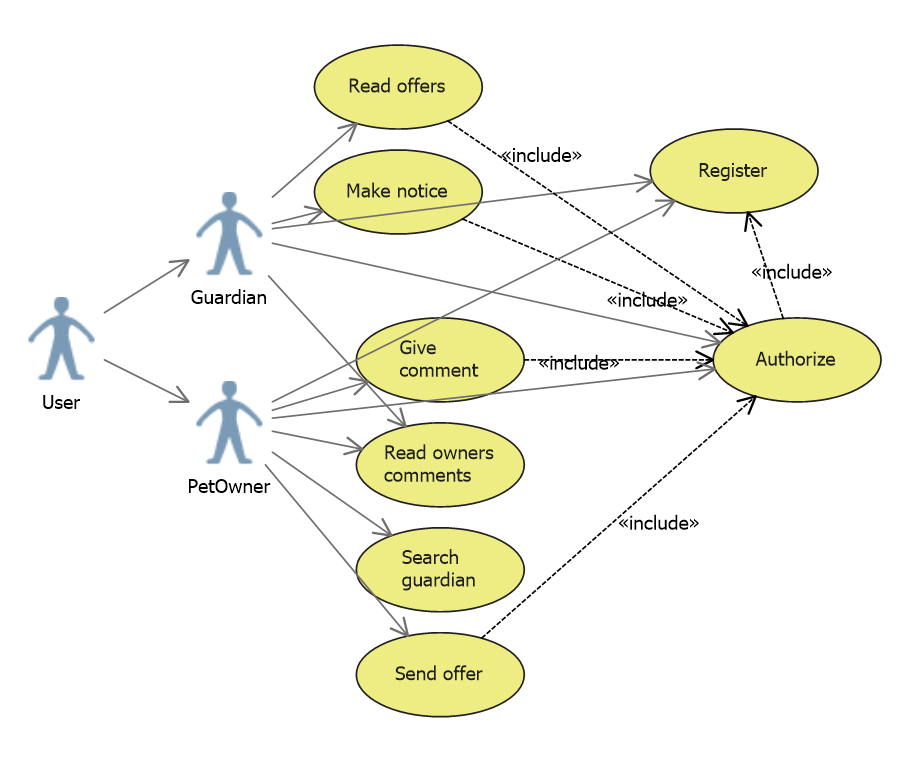 Read offers
«include»
Register
Make notice
«include»
Guardian
«include»
Give
comment
«include»
Authorize
User
Read owners
comments
PetOwner
«include»
Search
guardian
Send offer